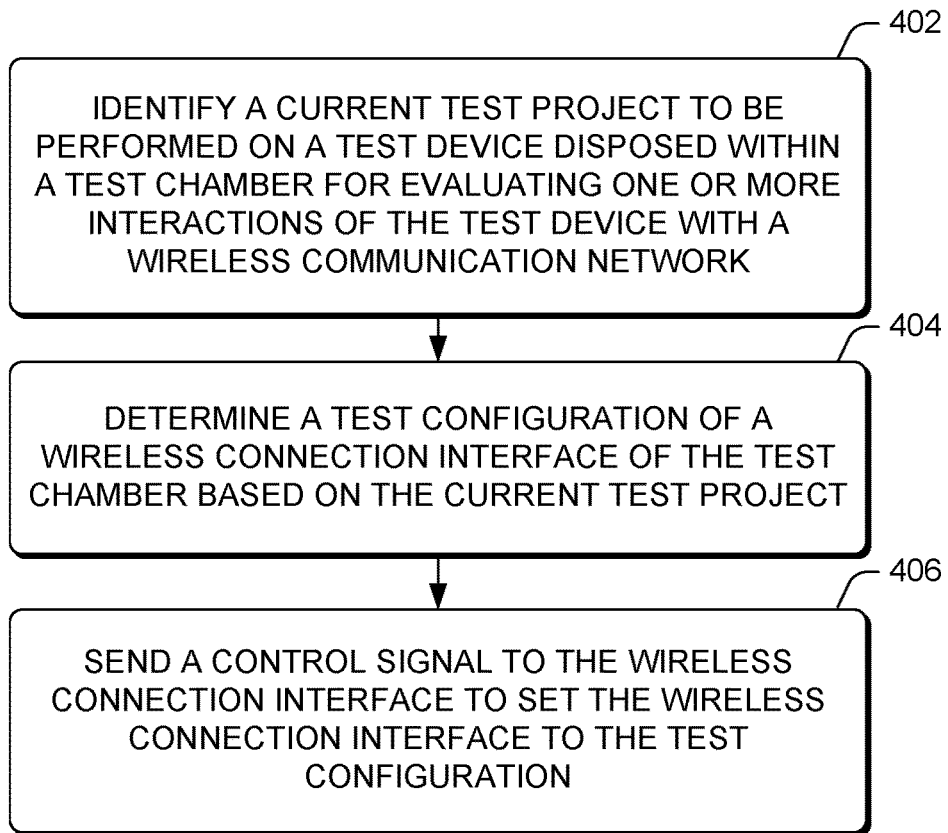 402
IDENTIFY A CURRENT TEST PROJECT TO BE
PERFORMED ON A TEST DEVICE DISPOSED WITHIN
A TEST CHAMBER FOR EVALUATING ONE OR MORE
INTERACTIONS OF THE TEST DEVICE WITH A
WIRELESS COMMUNICATION NETWORK
404
DETERMINE A TEST CONFIGURATION OF A
WIRELESS CONNECTION INTERFACE OF THE TEST
CHAMBER BASED ON THE CURRENT TEST PROJECT
406
SEND A CONTROL SIGNAL TO THE WIRELESS
CONNECTION INTERFACE TO SET THE WIRELESS
CONNECTION INTERFACE TO THE TEST
CONFIGURATION